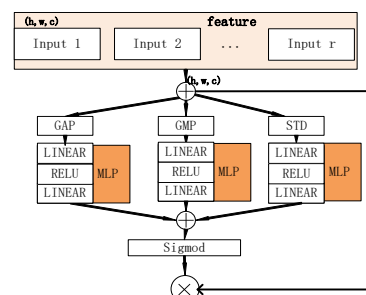 (h,w,c) feature
Input 1 Input 2 ... Input r
(h,w,c)
GAP GMP STD
LINEAR LINEAR LINEAR
RELU MLP RELU MLP RELU MLP
LINEAR LINEAR LINEAR
Sigmod